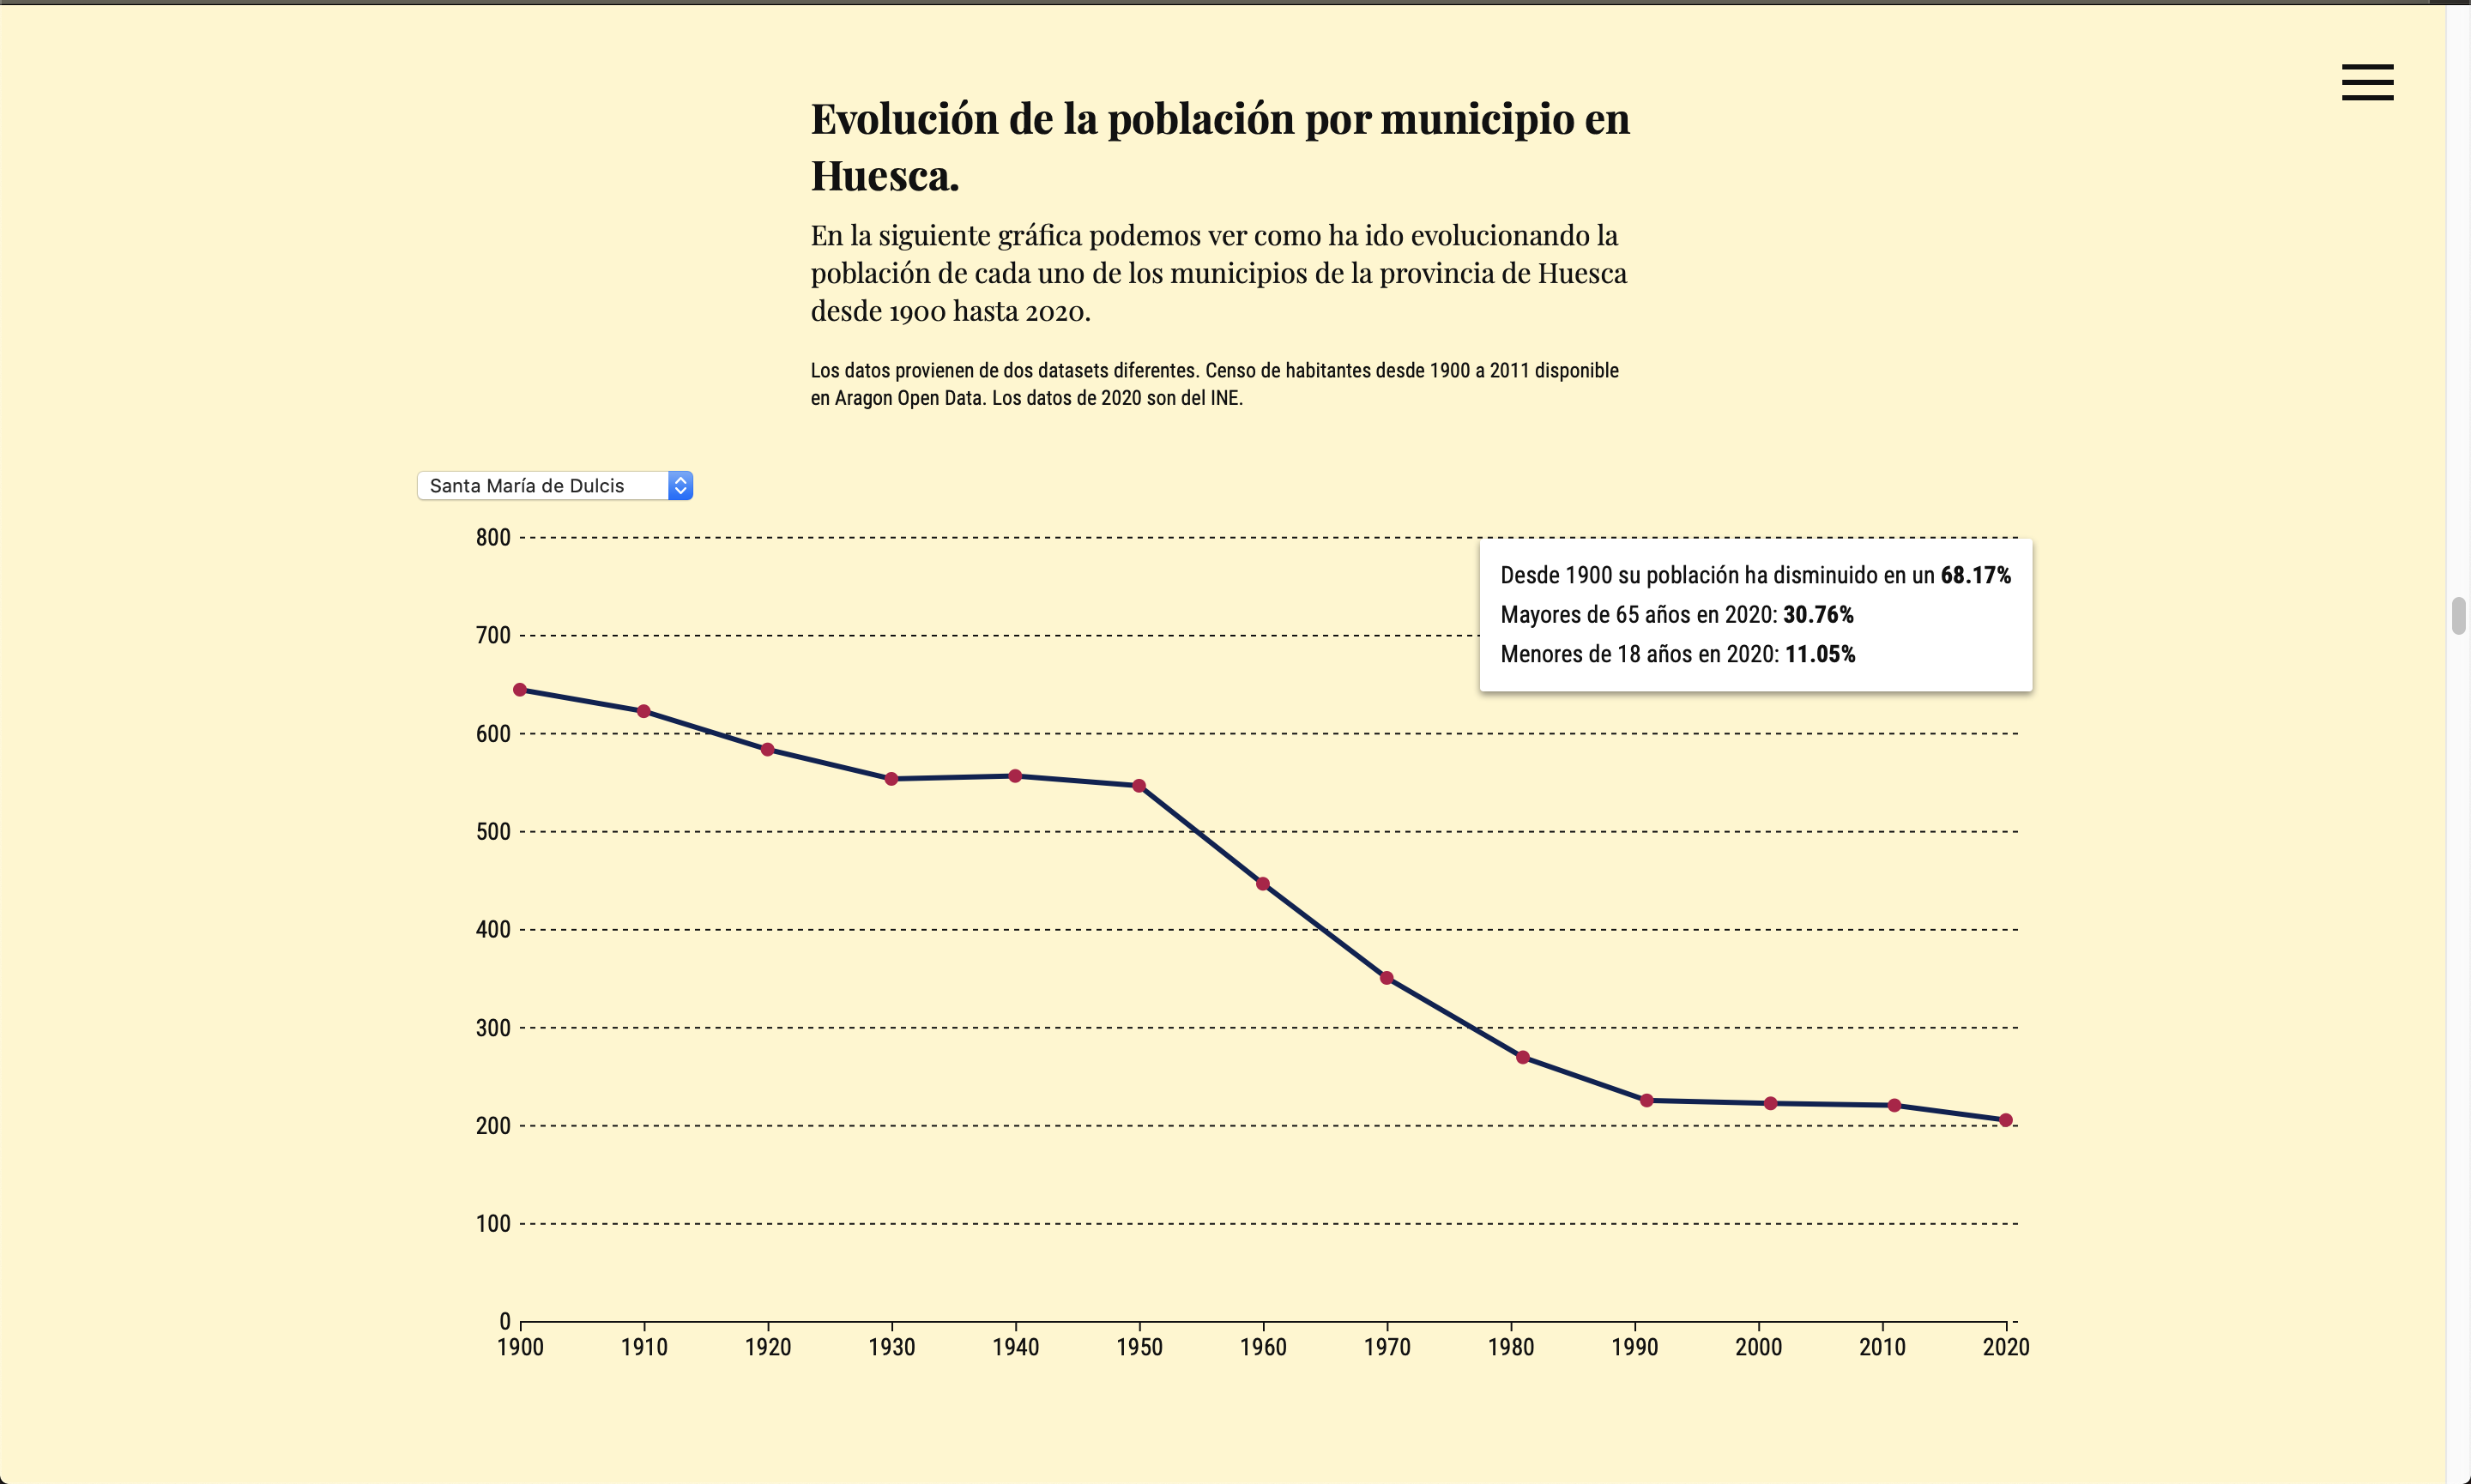 Evolución de la población por municipio en
Huesca.
En la siguiente gráfica podemos ver como ha ido evolucionando la
población de cada uno de los municipios de la provincia de Huesca
desde 1900 hasta 2020.
Los datos provienen de dos datasets diferentes. Censo de habitantes desde 1900 a 2011 disponible
en Aragon Open Data. Los datos de 2020 son del INE.
Santa María de Dulcis
Desde 1900 su población ha disminuido en un 68.17%
Mayores de 65 años en 2020: 30.76%
Menores de 18 años en 2020: 11.05%
800
700
600
500
400
300
200
100
0
1900 1910 1920 1930 1940 1950 1960 1970 1980 1990 2000 2010 2020